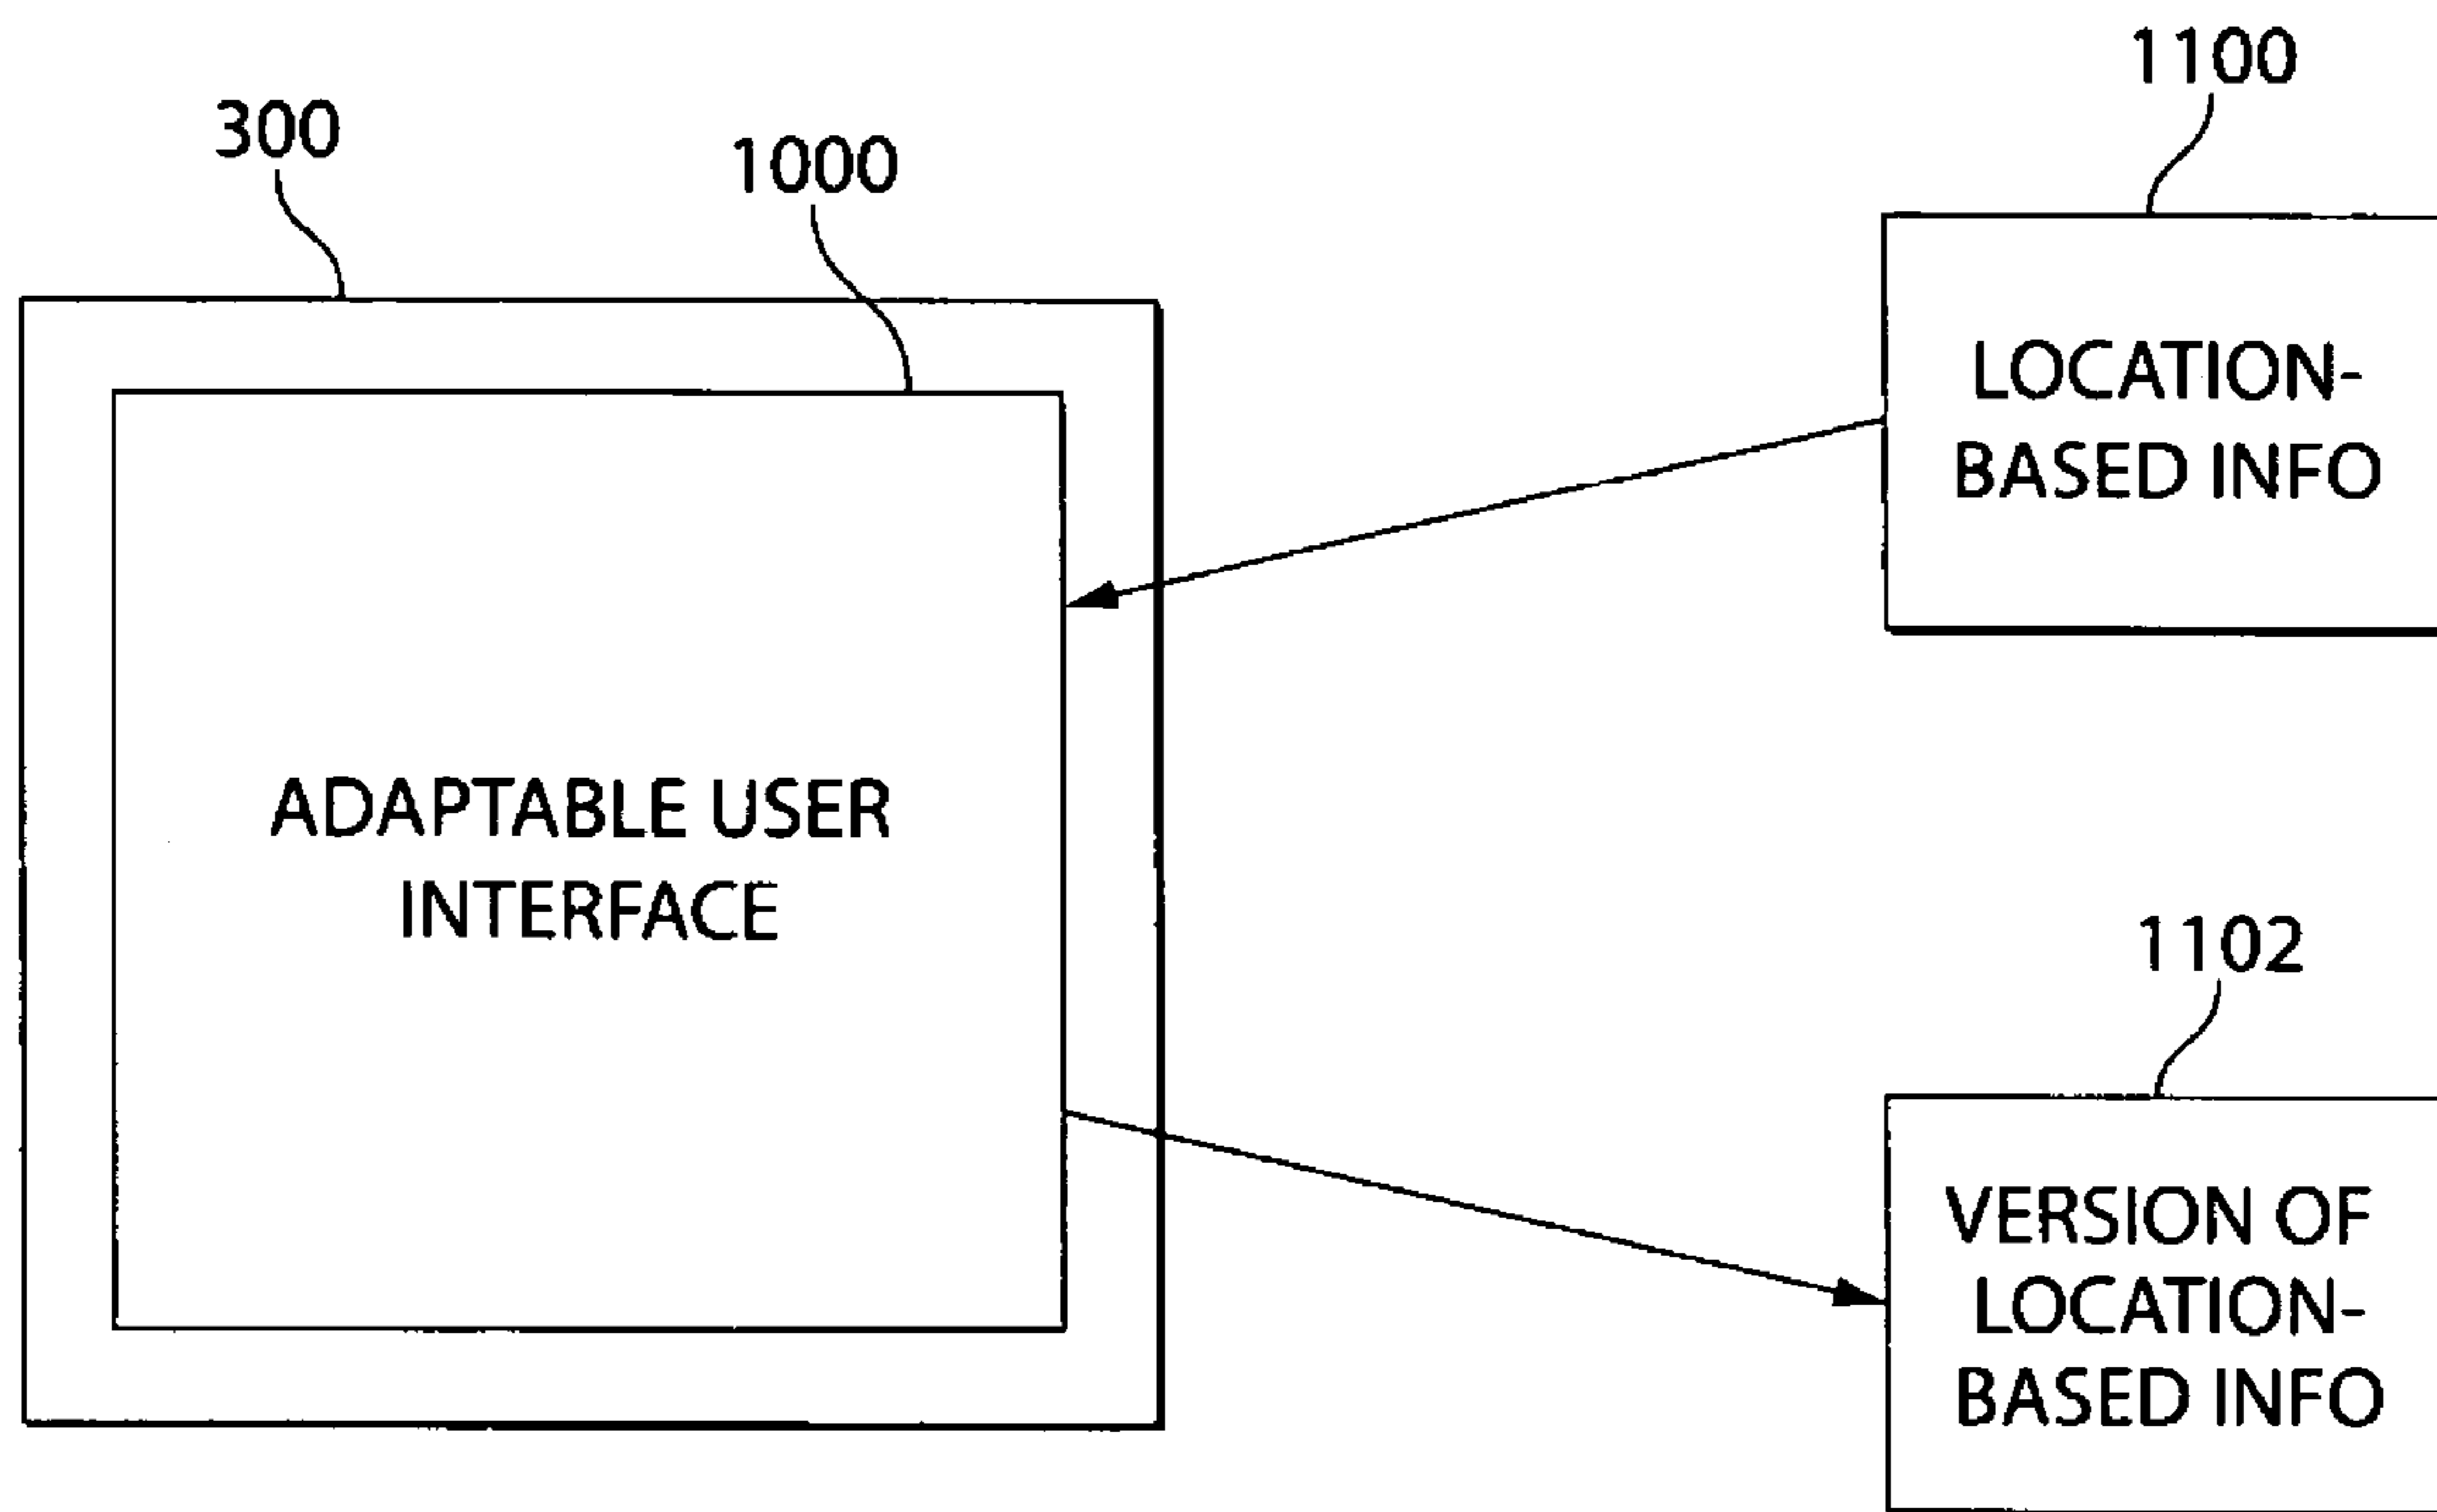 300
1000
1100
LOCATION-
BASED INFO
ADAPTABLE USER
INTERFACE
1102
VERSION OF
LOCATION-
BASED INFO